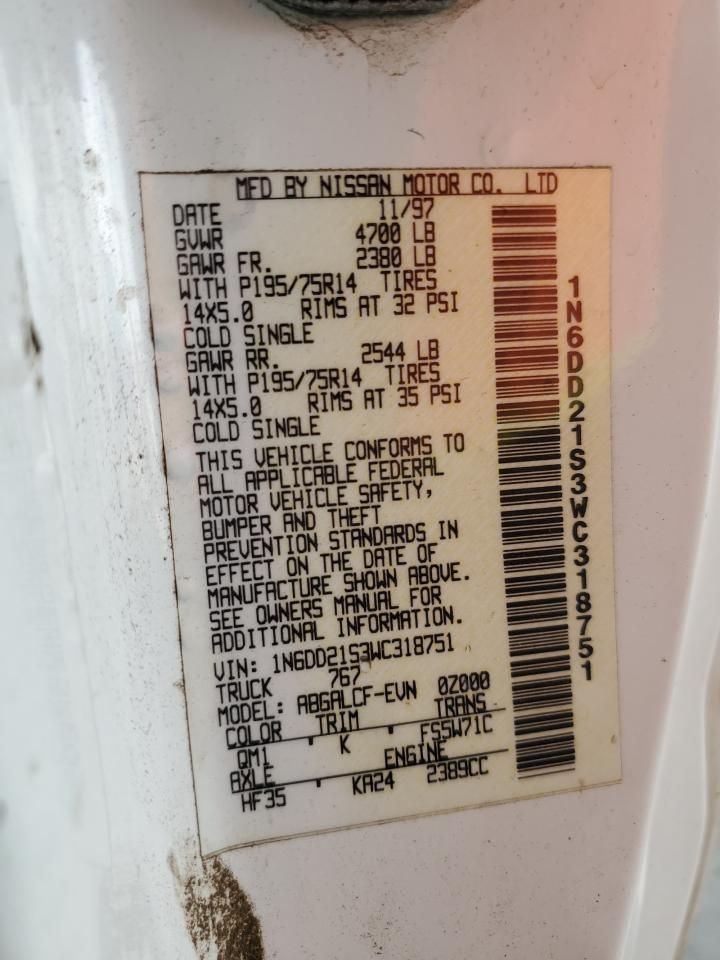 MFD BY NISSAN MOTOR CO. LTD
DATE 11/97
GVWR 4700 LB
GAWR FR. 2380 LB
WITH P195/75R14 TIRES
14X5.0 RIMS AT 32 PSI
COLD SINGLE
GAWR RR. 2544 LB
WITH P195/75R14 TIRES
14X5.0 RIMS AT 35 PSI
COLD SINGLE
THIS VEHICLE CONFORMS TO
ALL APPLICABLE FEDERAL
MOTOR VEHICLE SAFETY,
BUMPER AND THEFT
PREVENTION STANDARDS IN
EFFECT ON THE DATE OF
MANUFACTURE SHOWN ABOVE.
SEE OWNERS MANUAL FOR
ADDITIONAL INFORMATION.
VIN: 1N6DD21S3WC318751
TRUCK 767
MODEL: ABGALCF-EVN 0Z000
COLOR TRIM TRANS
QM1 ' K FS5W71C
AXLE ENGINE
HF35 ' KA24 2389CC
1N6DD21S3WC318751